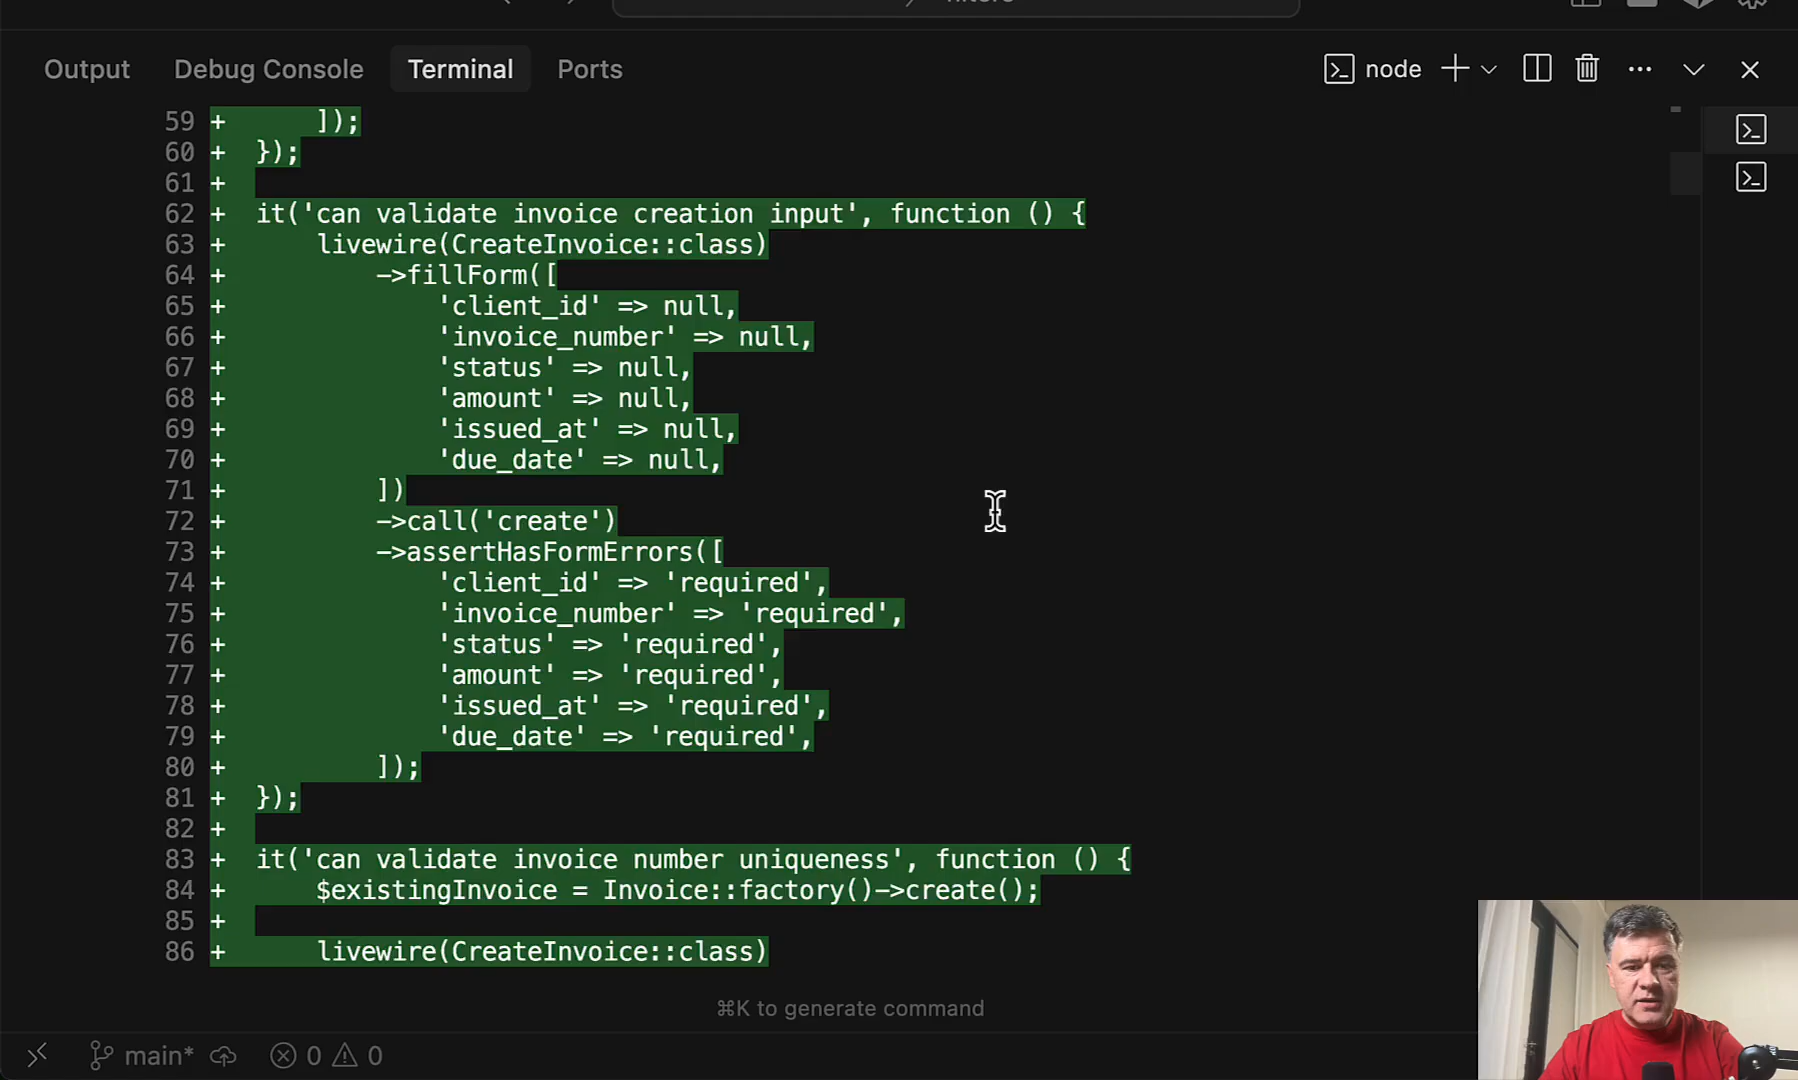 Output Debug Console Terminal Ports node
59 + ]);
60 + });
61 +
62 + it('can validate invoice creation input', function () {
63 + livewire(CreateInvoice::class)
64 + ->fillForm([
65 + 'client_id' => null,
66 + 'invoice_number' => null,
67 + 'status' => null,
68 + 'amount' => null,
69 + 'issued_at' => null,
70 + 'due_date' => null,
71 + ])
72 + ->call('create')
73 + ->assertHasFormErrors([
74 + 'client_id' => 'required',
75 + 'invoice_number' => 'required',
76 + 'status' => 'required',
77 + 'amount' => 'required',
78 + 'issued_at' => 'required',
79 + 'due_date' => 'required',
80 + ]);
81 + });
82 +
83 + it('can validate invoice number uniqueness', function () {
84 + $existingInvoice = Invoice::factory()->create();
85 +
86 + livewire(CreateInvoice::class)
⌘K to generate command
main* 0 0